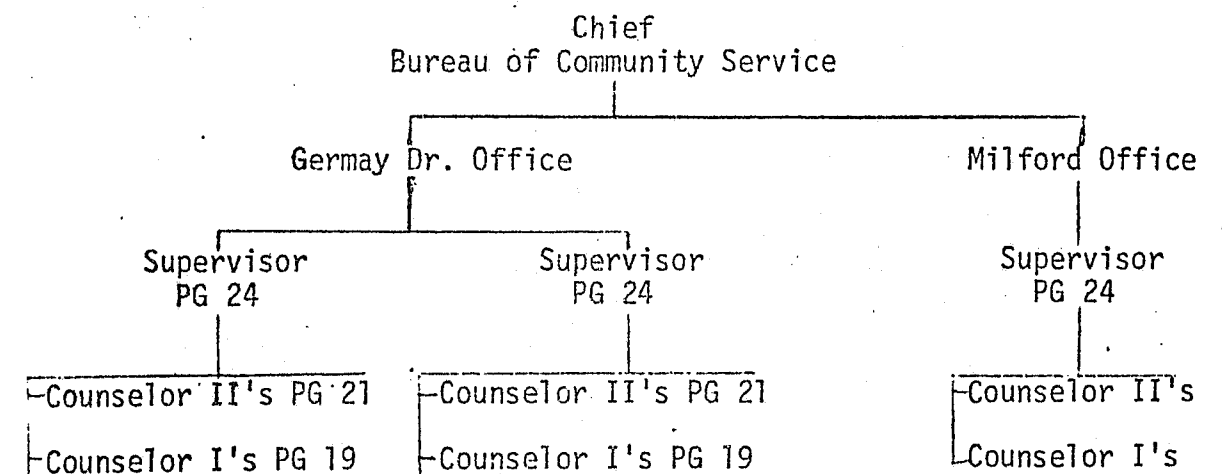 Chief
Bureau of Community Service
Germay Dr. Office
Milford Office
Supervisor
PG 24
Supervisor
PG 24
Supervisor
PG 24
Counselor II's PG 21
Counselor I's PG 19
Counselor II's PG 21
Counselor I's PG 19
Counselor II's
Counselor I's